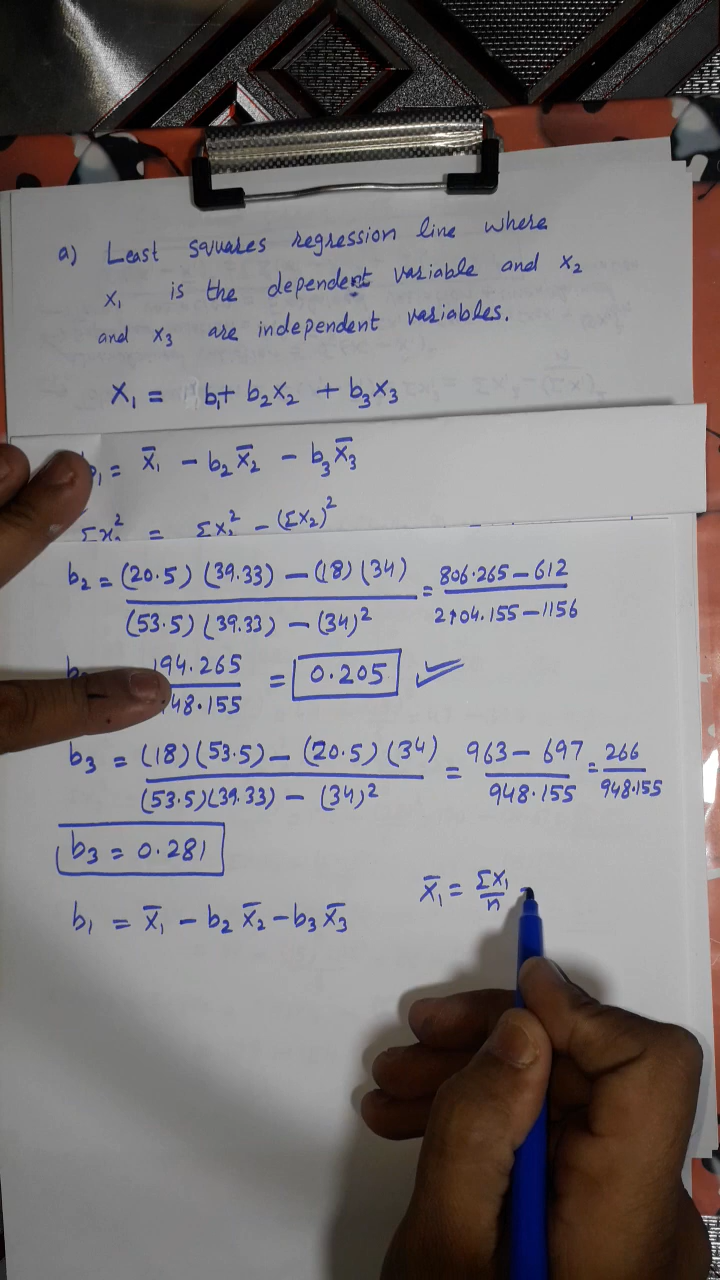 a) Least squares regression line where
x₁ is the dependent variable and x₂
and x₃ are independent variables.
X₁ = b₁ + b₂X₂ + b₃X₃
b₁ = X̄₁ − b₂X̄₂ − b₃X̄₃
= ΣX₂² − (ΣX₂)²
b₂ = (20.5)(39.33) − (18)(34) / (53.5)(39.33) − (34)² = 806.265 − 612 / 2104.155 − 1156
194.265 / 948.155 = 0.205 ✓
b₃ = (18)(53.5) − (20.5)(34) / (53.5)(39.33) − (34)² = 963 − 697 / 948.155 = 266 / 948.155
b₃ = 0.281
X̄₁ = ΣX₁ / n
b₁ = X̄₁ − b₂X̄₂ − b₃X̄₃